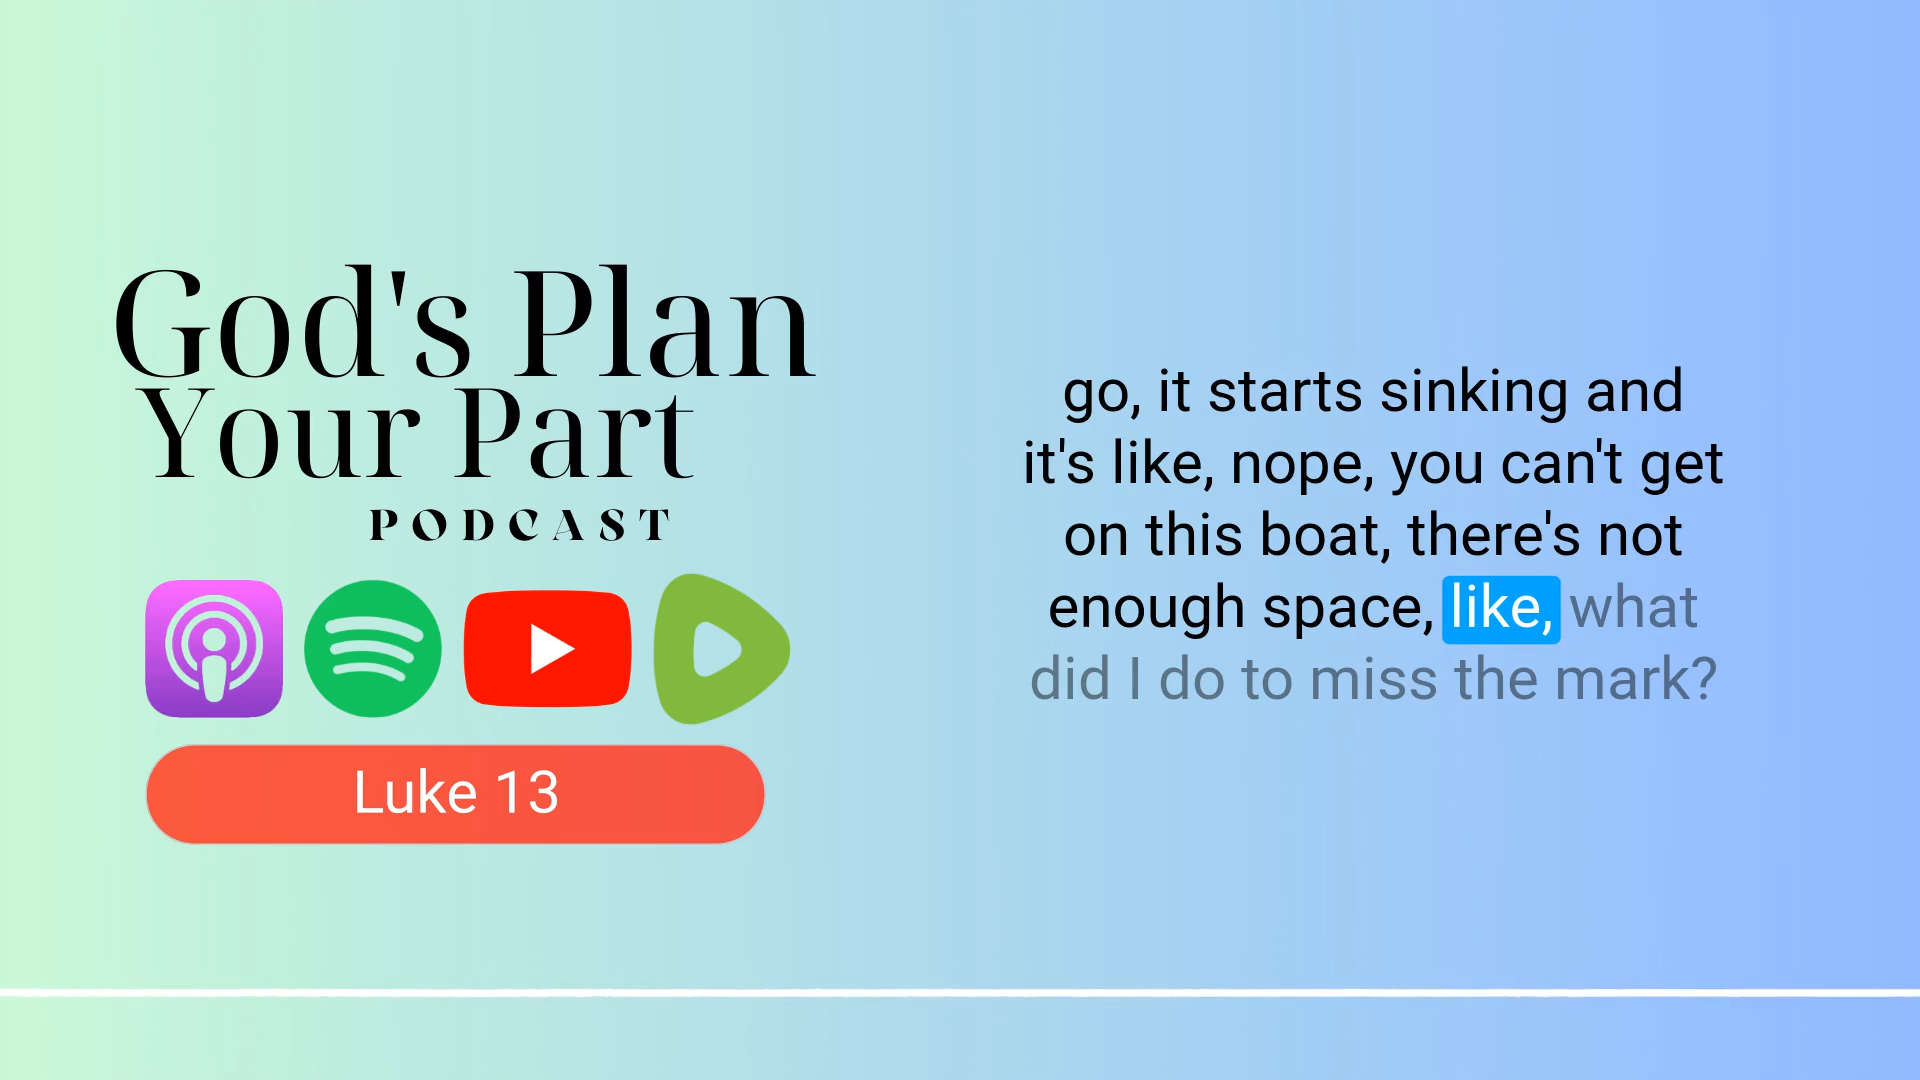 God's Plan
Your Part
PODCAST
Luke 13
go, it starts sinking and
it's like, nope, you can't get
on this boat, there's not
enough space, like, what
did I do to miss the mark?